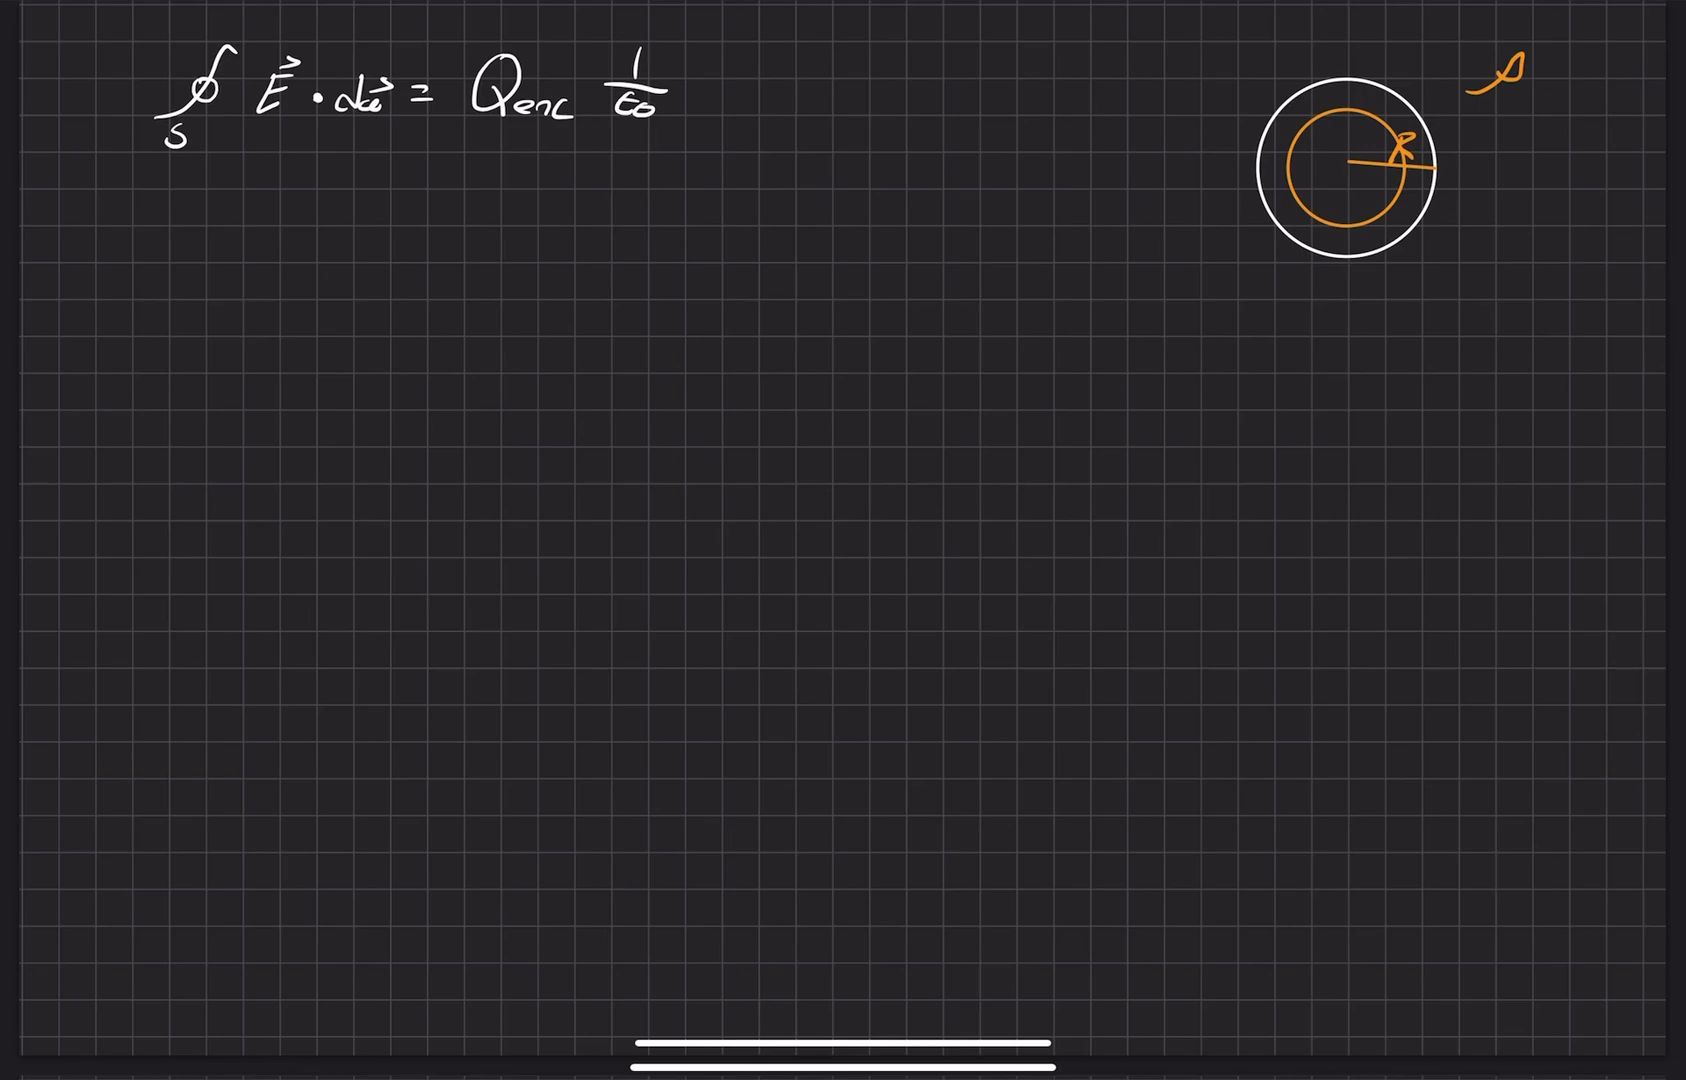 ∮_S E⃗ · da⃗ = Q_enc 1/ε₀
R